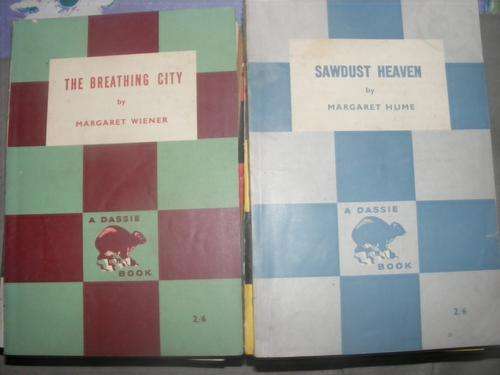 THE BREATHING CITY
by
MARGARET WIENER
A DASSIE
BOOK
2/6
SAWDUST HEAVEN
by
MARGARET HUME
A DASSIE
BOOK
2/6